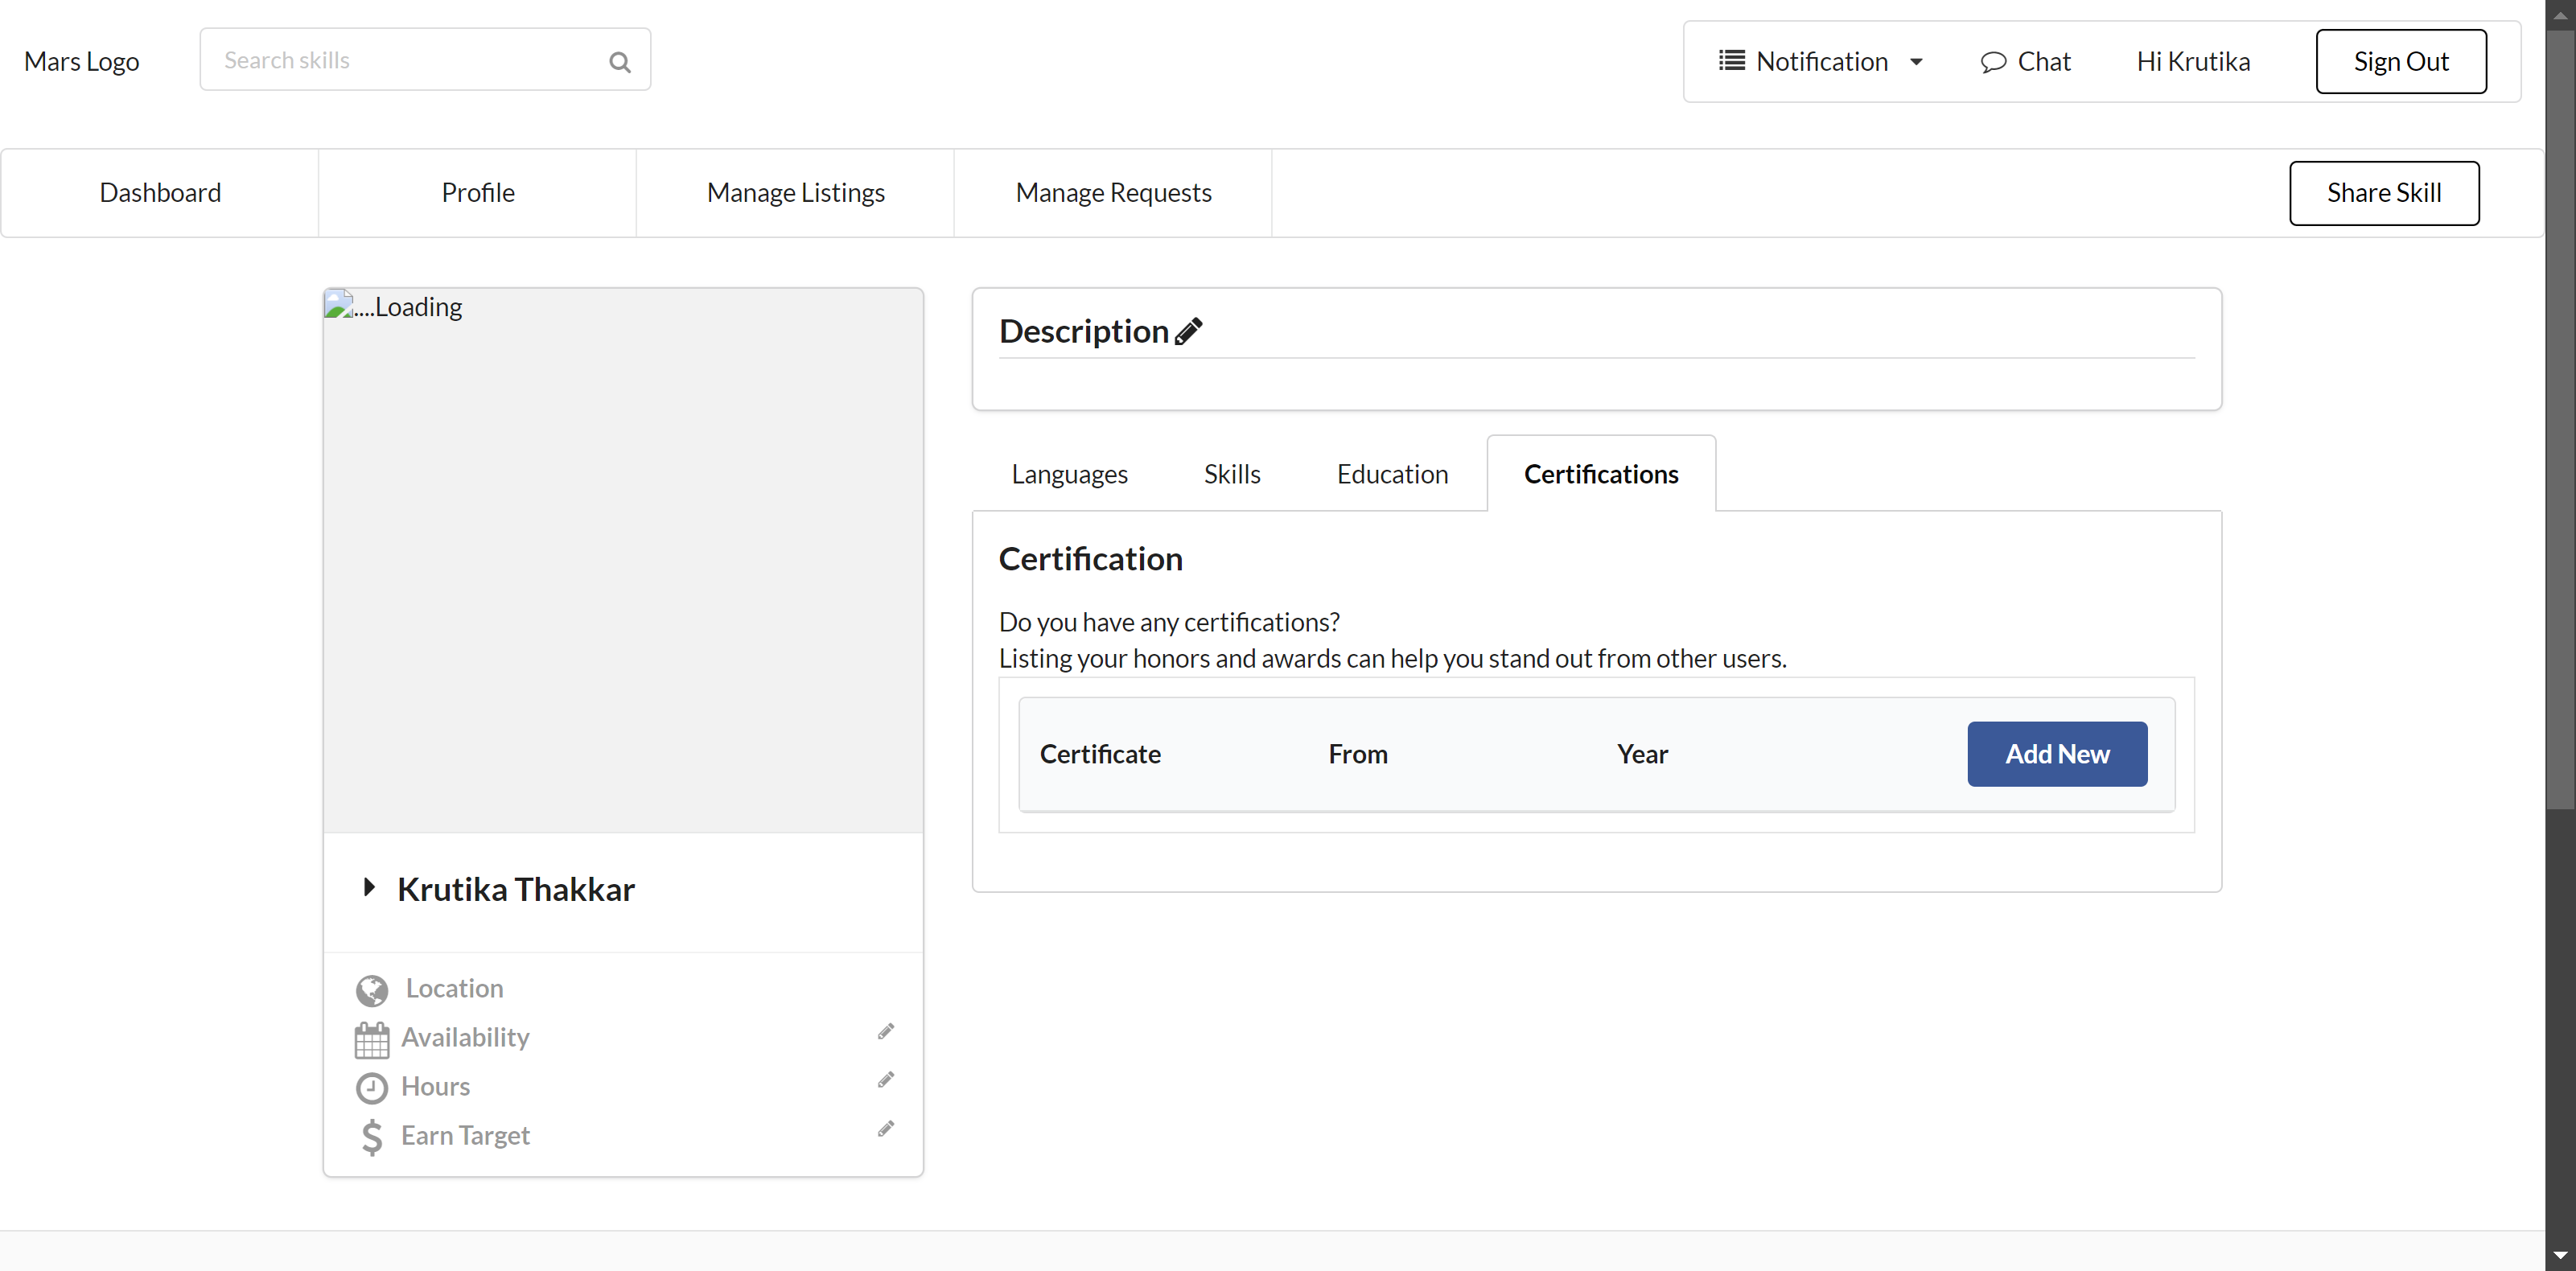 Mars Logo
Search skills
Notification
Chat
Hi Krutika
Sign Out
Dashboard
Profile
Manage Listings
Manage Requests
Share Skill
....Loading
Krutika Thakkar
Location
Availability
Hours
Earn Target
Description
Languages
Skills
Education
Certifications
Certification
Do you have any certifications?
Listing your honors and awards can help you stand out from other users.
Certificate
From
Year
Add New